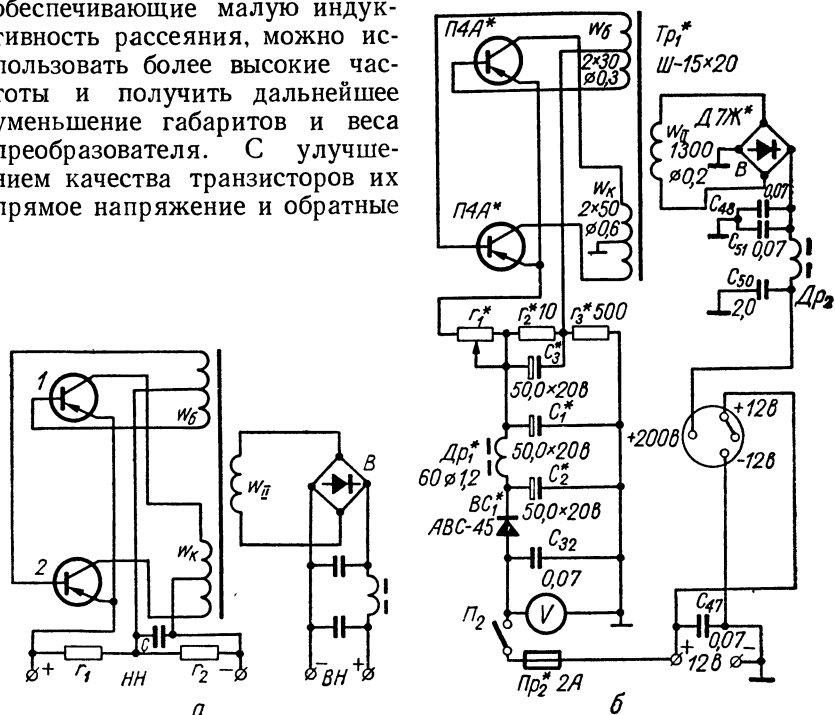 обеспечивающие малую индук-
тивность рассеяния, можно ис-
пользовать более высокие час-
тоты и получить дальнейшее
уменьшение габаритов и веса
преобразователя. С улучше-
нием качества транзисторов их
прямое напряжение и обратные
1
wб
2
wк
wII
В
C
+
r1
НН
r2
−
−
ВН
+
а
П4А*
wб
2×30
ø0,3
Тр1*
Ш-15×20
П4А*
wк
2×50
ø0,6
wII
1300
ø0,2
Д7Ж*
В
C48
0,07
C51
0,07
C50
2,0
Др2
r1*
r2*10
r3*500
C3*
50,0×20В
C1*
50,0×20В
Др1*
60 ø1,2
C2*
50,0×20В
ВС1*
АВС-45
C32
0,07
V
П2
Пр2* 2А
+200В
+12В
-12В
C47
0,07
+
12В
−
б